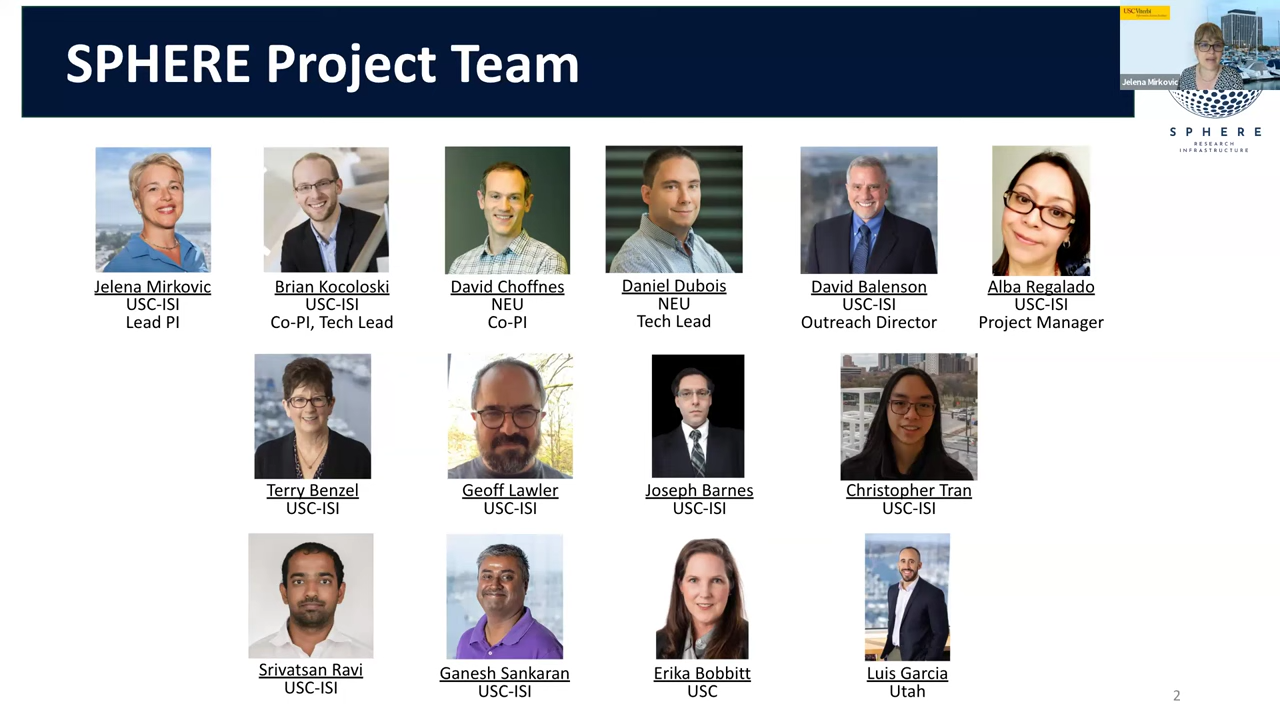 SPHERE Project Team
USC Viterbi
Jelena Mirkovic
SPHERE
RESEARCH
INFRASTRUCTURE
Jelena Mirkovic
USC-ISI
Lead PI
Brian Kocoloski
USC-ISI
Co-PI, Tech Lead
David Choffnes
NEU
Co-PI
Daniel Dubois
NEU
Tech Lead
David Balenson
USC-ISI
Outreach Director
Alba Regalado
USC-ISI
Project Manager
Terry Benzel
USC-ISI
Geoff Lawler
USC-ISI
Joseph Barnes
USC-ISI
Christopher Tran
USC-ISI
Srivatsan Ravi
USC-ISI
Ganesh Sankaran
USC-ISI
Erika Bobbitt
USC
Luis Garcia
Utah
2